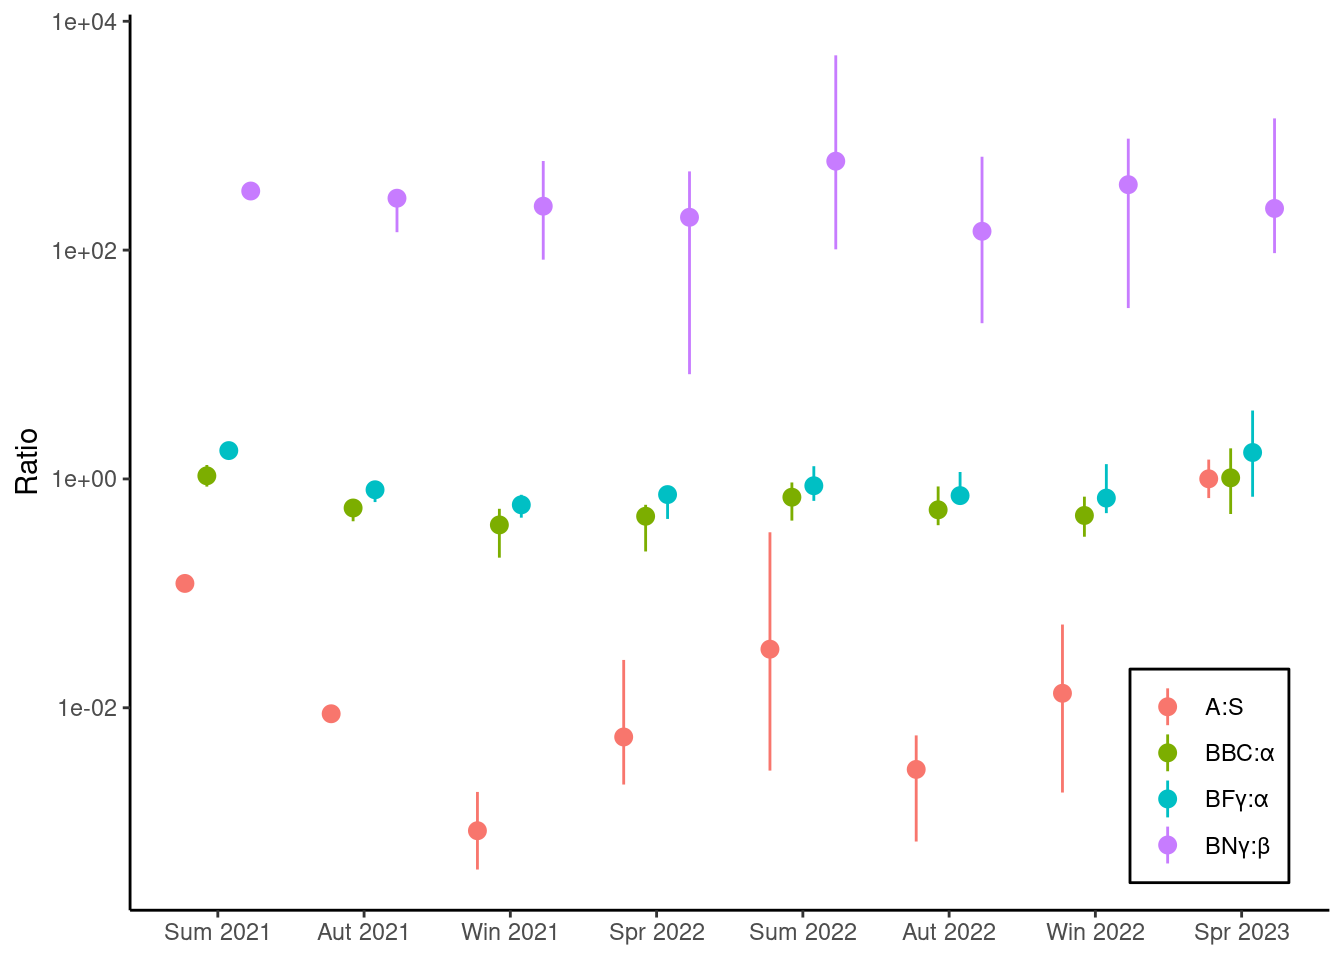 1e+04
1e+02
1e+00
1e-02
Ratio
Sum 2021 Aut 2021 Win 2021 Spr 2022 Sum 2022 Aut 2022 Win 2022 Spr 2023
A:S
BBC:α
BFγ:α
BNγ:β